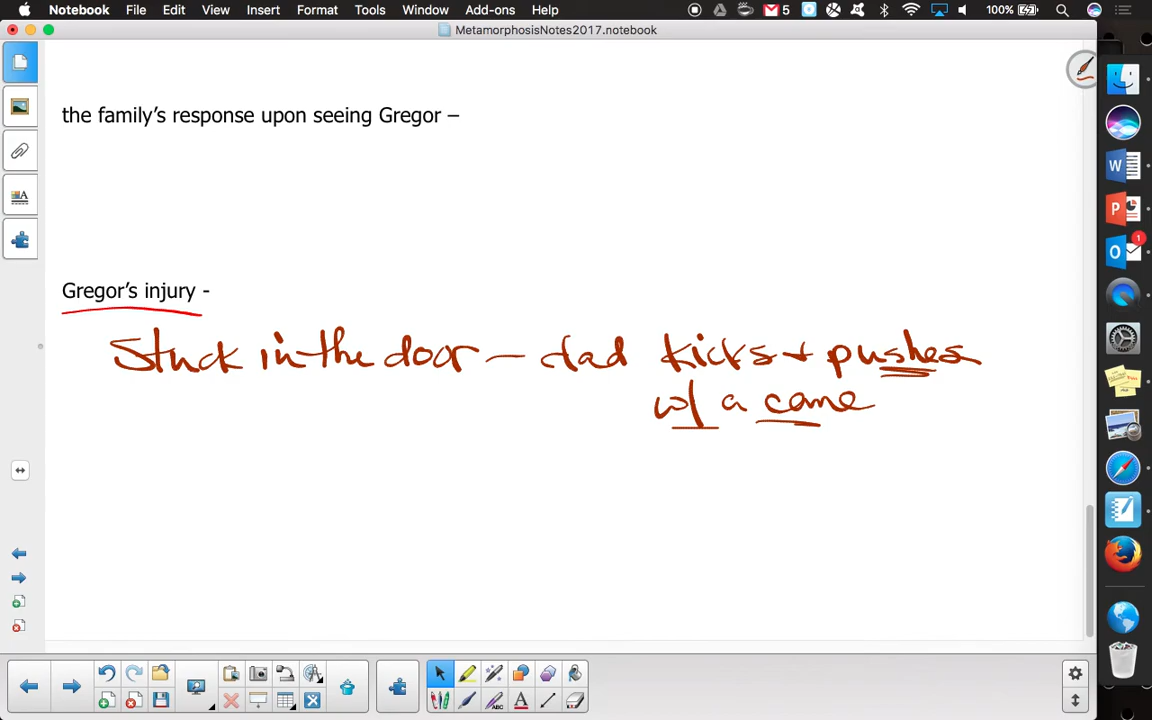 Notebook File Edit View Insert Format Tools Window Add-ons Help 5 100%
MetamorphosisNotes2017.notebook
the family's response upon seeing Gregor –
Gregor's injury -
Stuck in the door — dad kicks + pushes
w/ a cane